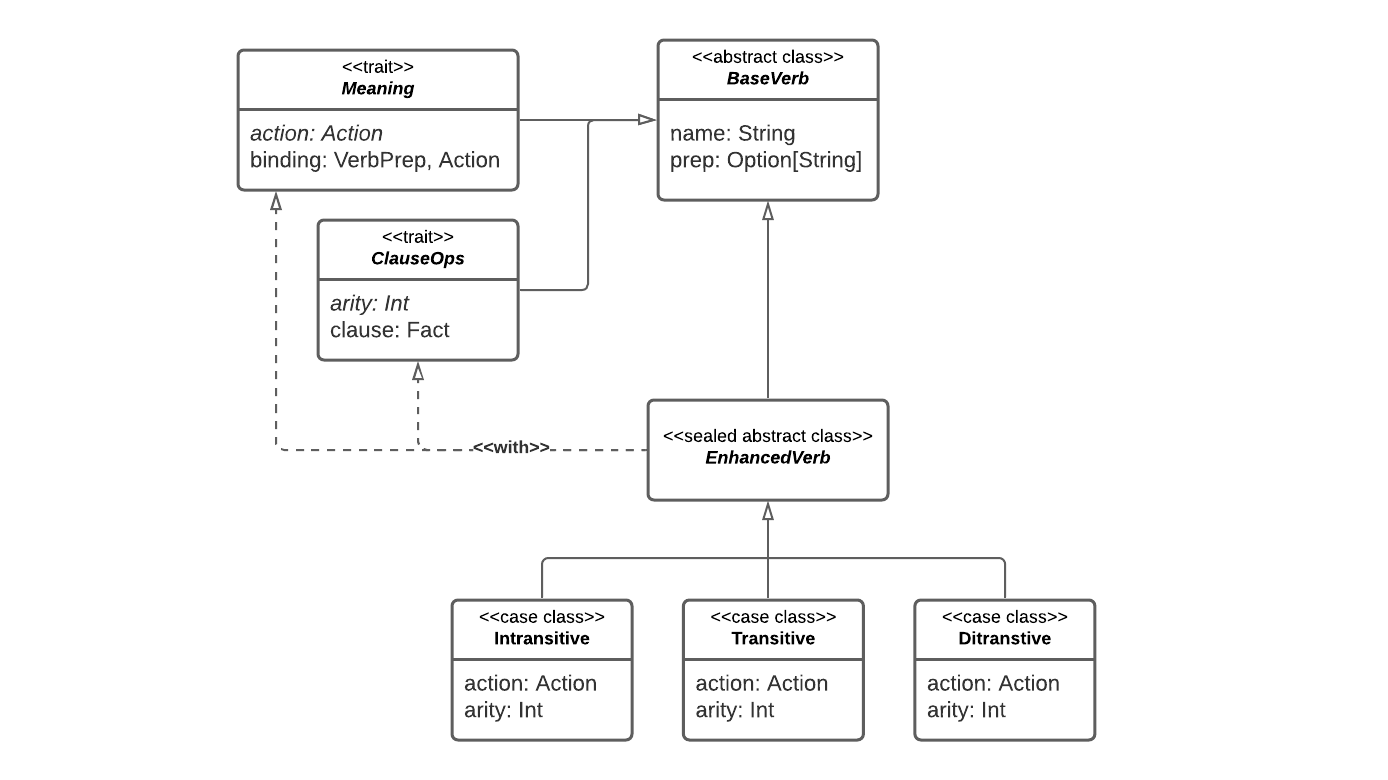 <<trait>>
Meaning
action: Action
binding: VerbPrep, Action
<<abstract class>>
BaseVerb
name: String
prep: Option[String]
<<trait>>
ClauseOps
arity: Int
clause: Fact
<<with>>
<<sealed abstract class>>
EnhancedVerb
<<case class>>
Intransitive
action: Action
arity: Int
<<case class>>
Transitive
action: Action
arity: Int
<<case class>>
Ditranstive
action: Action
arity: Int